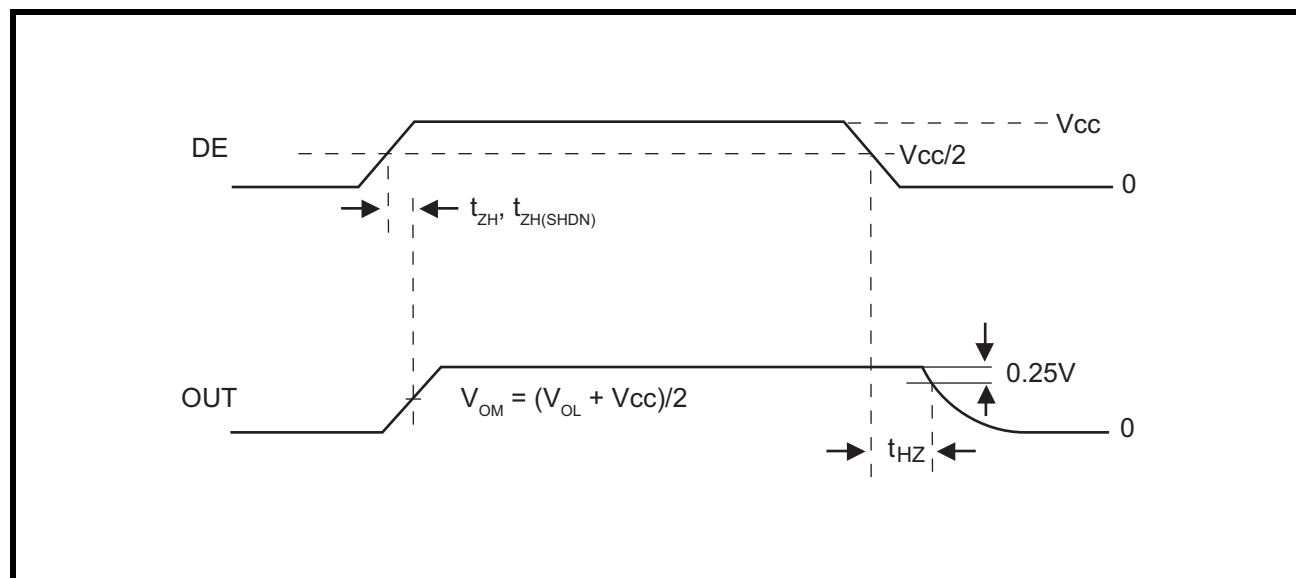 Vcc
DE
Vcc/2
0
tZH, tZH(SHDN)
0.25V
OUT
VOM = (VOL + Vcc)/2
0
tHZ